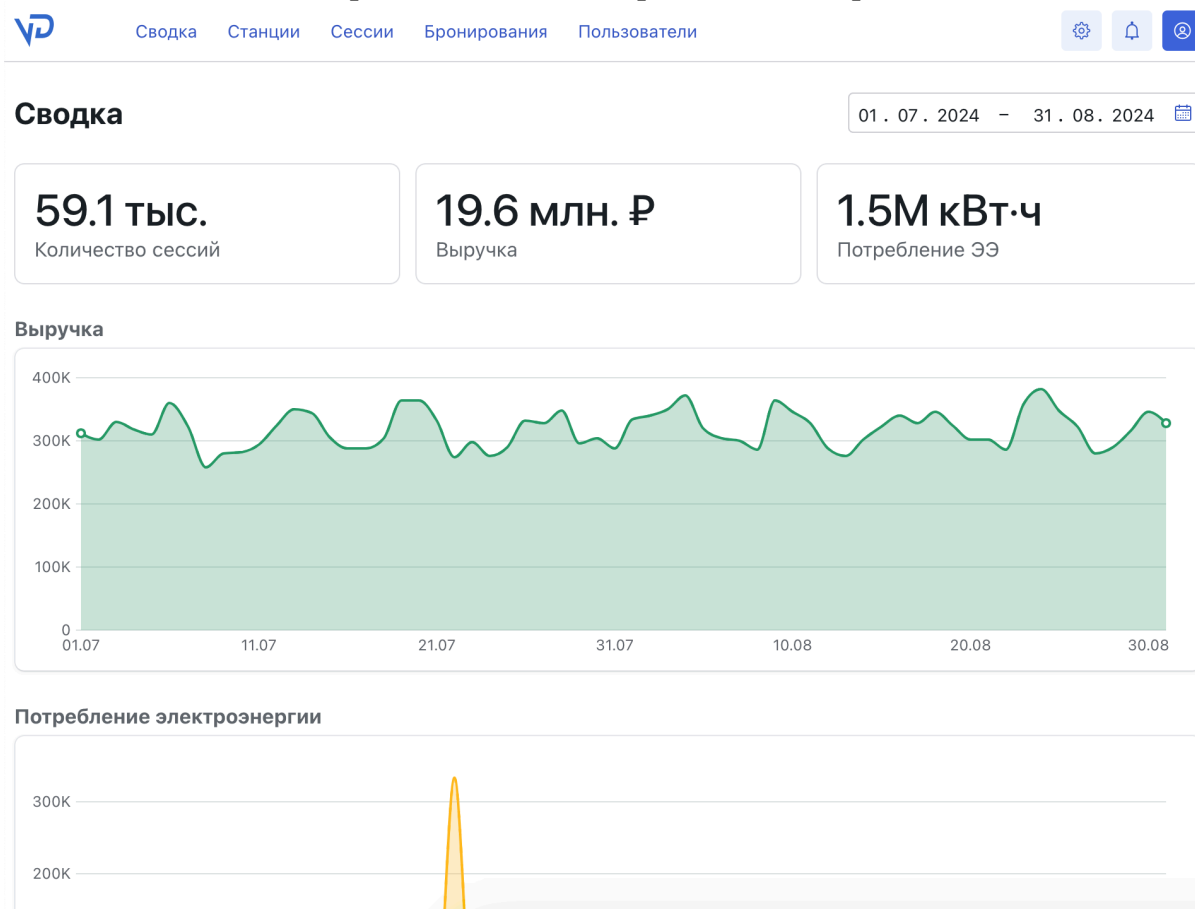 VD
Сводка Станции Сессии Бронирования Пользователи
Сводка
01 . 07 . 2024 – 31 . 08 . 2024
59.1 тыс.
Количество сессий
19.6 млн. ₽
Выручка
1.5M кВт·ч
Потребление ЭЭ
Выручка
400K
300K
200K
100K
0
01.07 11.07 21.07 31.07 10.08 20.08 30.08
Потребление электроэнергии
300K
200K